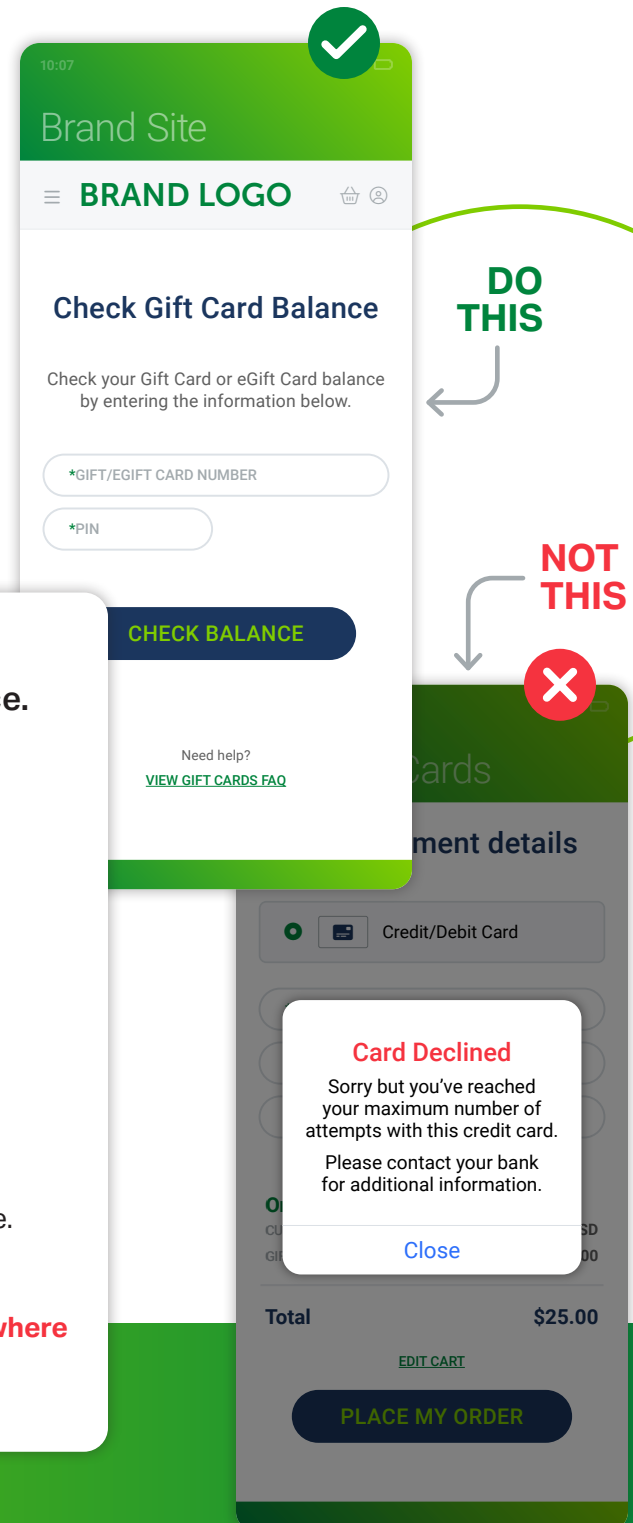 10:07
Brand Site
BRAND LOGO
Check Gift Card Balance
Check your Gift Card or eGift Card balance
by entering the information below.
*GIFT/EGIFT CARD NUMBER
*PIN
CHECK BALANCE
Need help?
VIEW GIFT CARDS FAQ
DO
THIS
NOT
THIS
Cards
details
Credit/Debit Card
Card Declined
Sorry but you’ve reached
your maximum number of
attempts with this credit card.
Please contact your bank
for additional information.
Close
Total $25.00
EDIT CART
PLACE MY ORDER